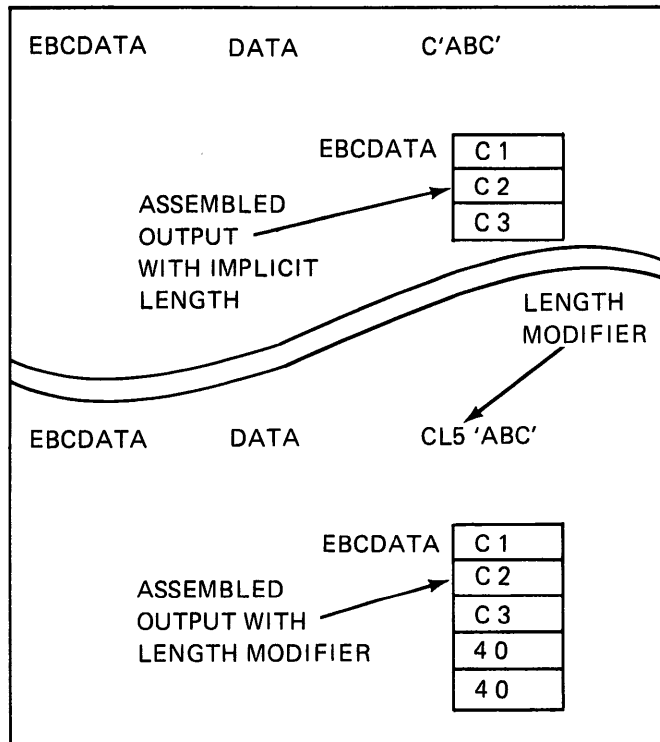 EBCDATA DATA C'ABC'
EBCDATA
C1
C2
C3
ASSEMBLED
OUTPUT
WITH IMPLICIT
LENGTH
LENGTH
MODIFIER
EBCDATA DATA CL5 'ABC'
EBCDATA
C1
C2
C3
40
40
ASSEMBLED
OUTPUT WITH
LENGTH MODIFIER